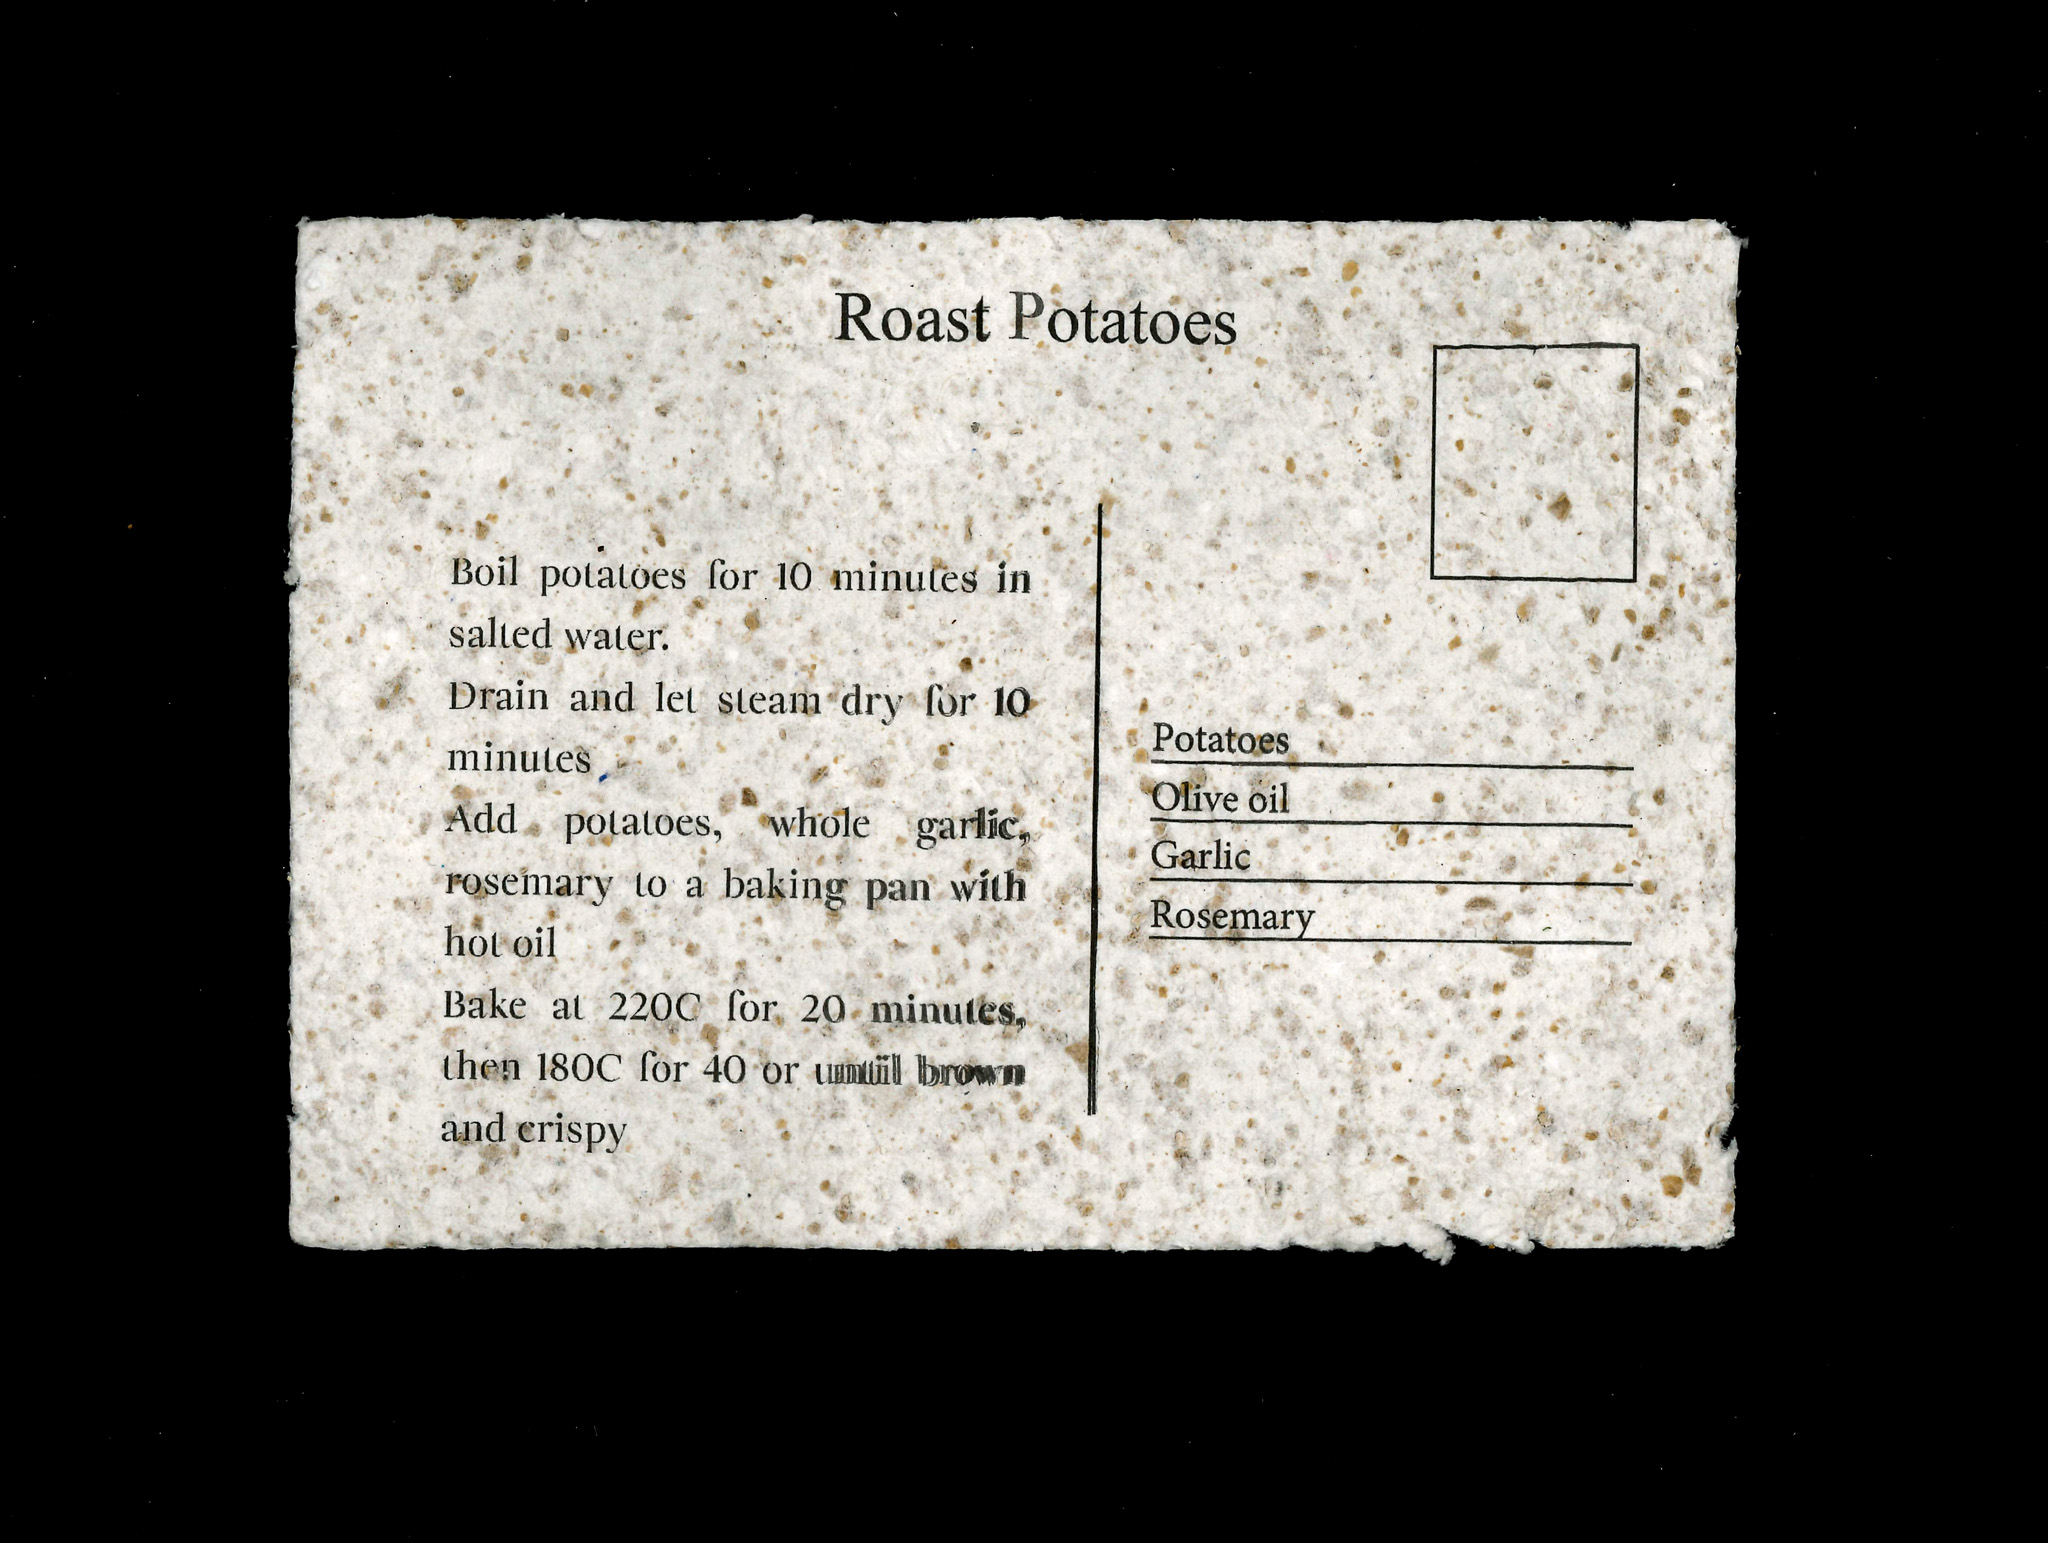 Roast Potatoes
Boil potatoes for 10 minutes in
salted water.
Drain and let steam dry for 10
minutes
Add potatoes, whole garlic,
rosemary to a baking pan with
hot oil
Bake at 220C for 20 minutes,
then 180C for 40 or until brown
and crispy
Potatoes
Olive oil
Garlic
Rosemary